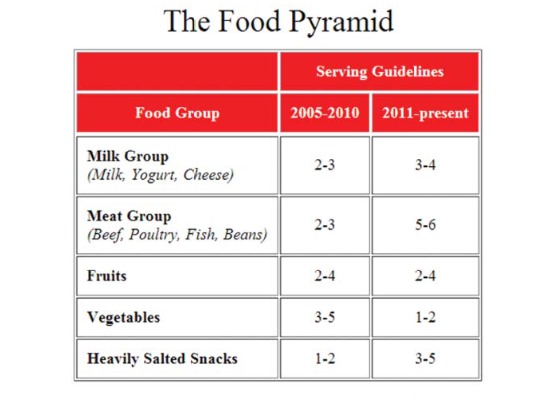 The Food Pyramid
Serving Guidelines
Food Group 2005-2010 2011-present
Milk Group
(Milk, Yogurt, Cheese) 2-3 3-4
Meat Group
(Beef, Poultry, Fish, Beans) 2-3 5-6
Fruits 2-4 2-4
Vegetables 3-5 1-2
Heavily Salted Snacks 1-2 3-5